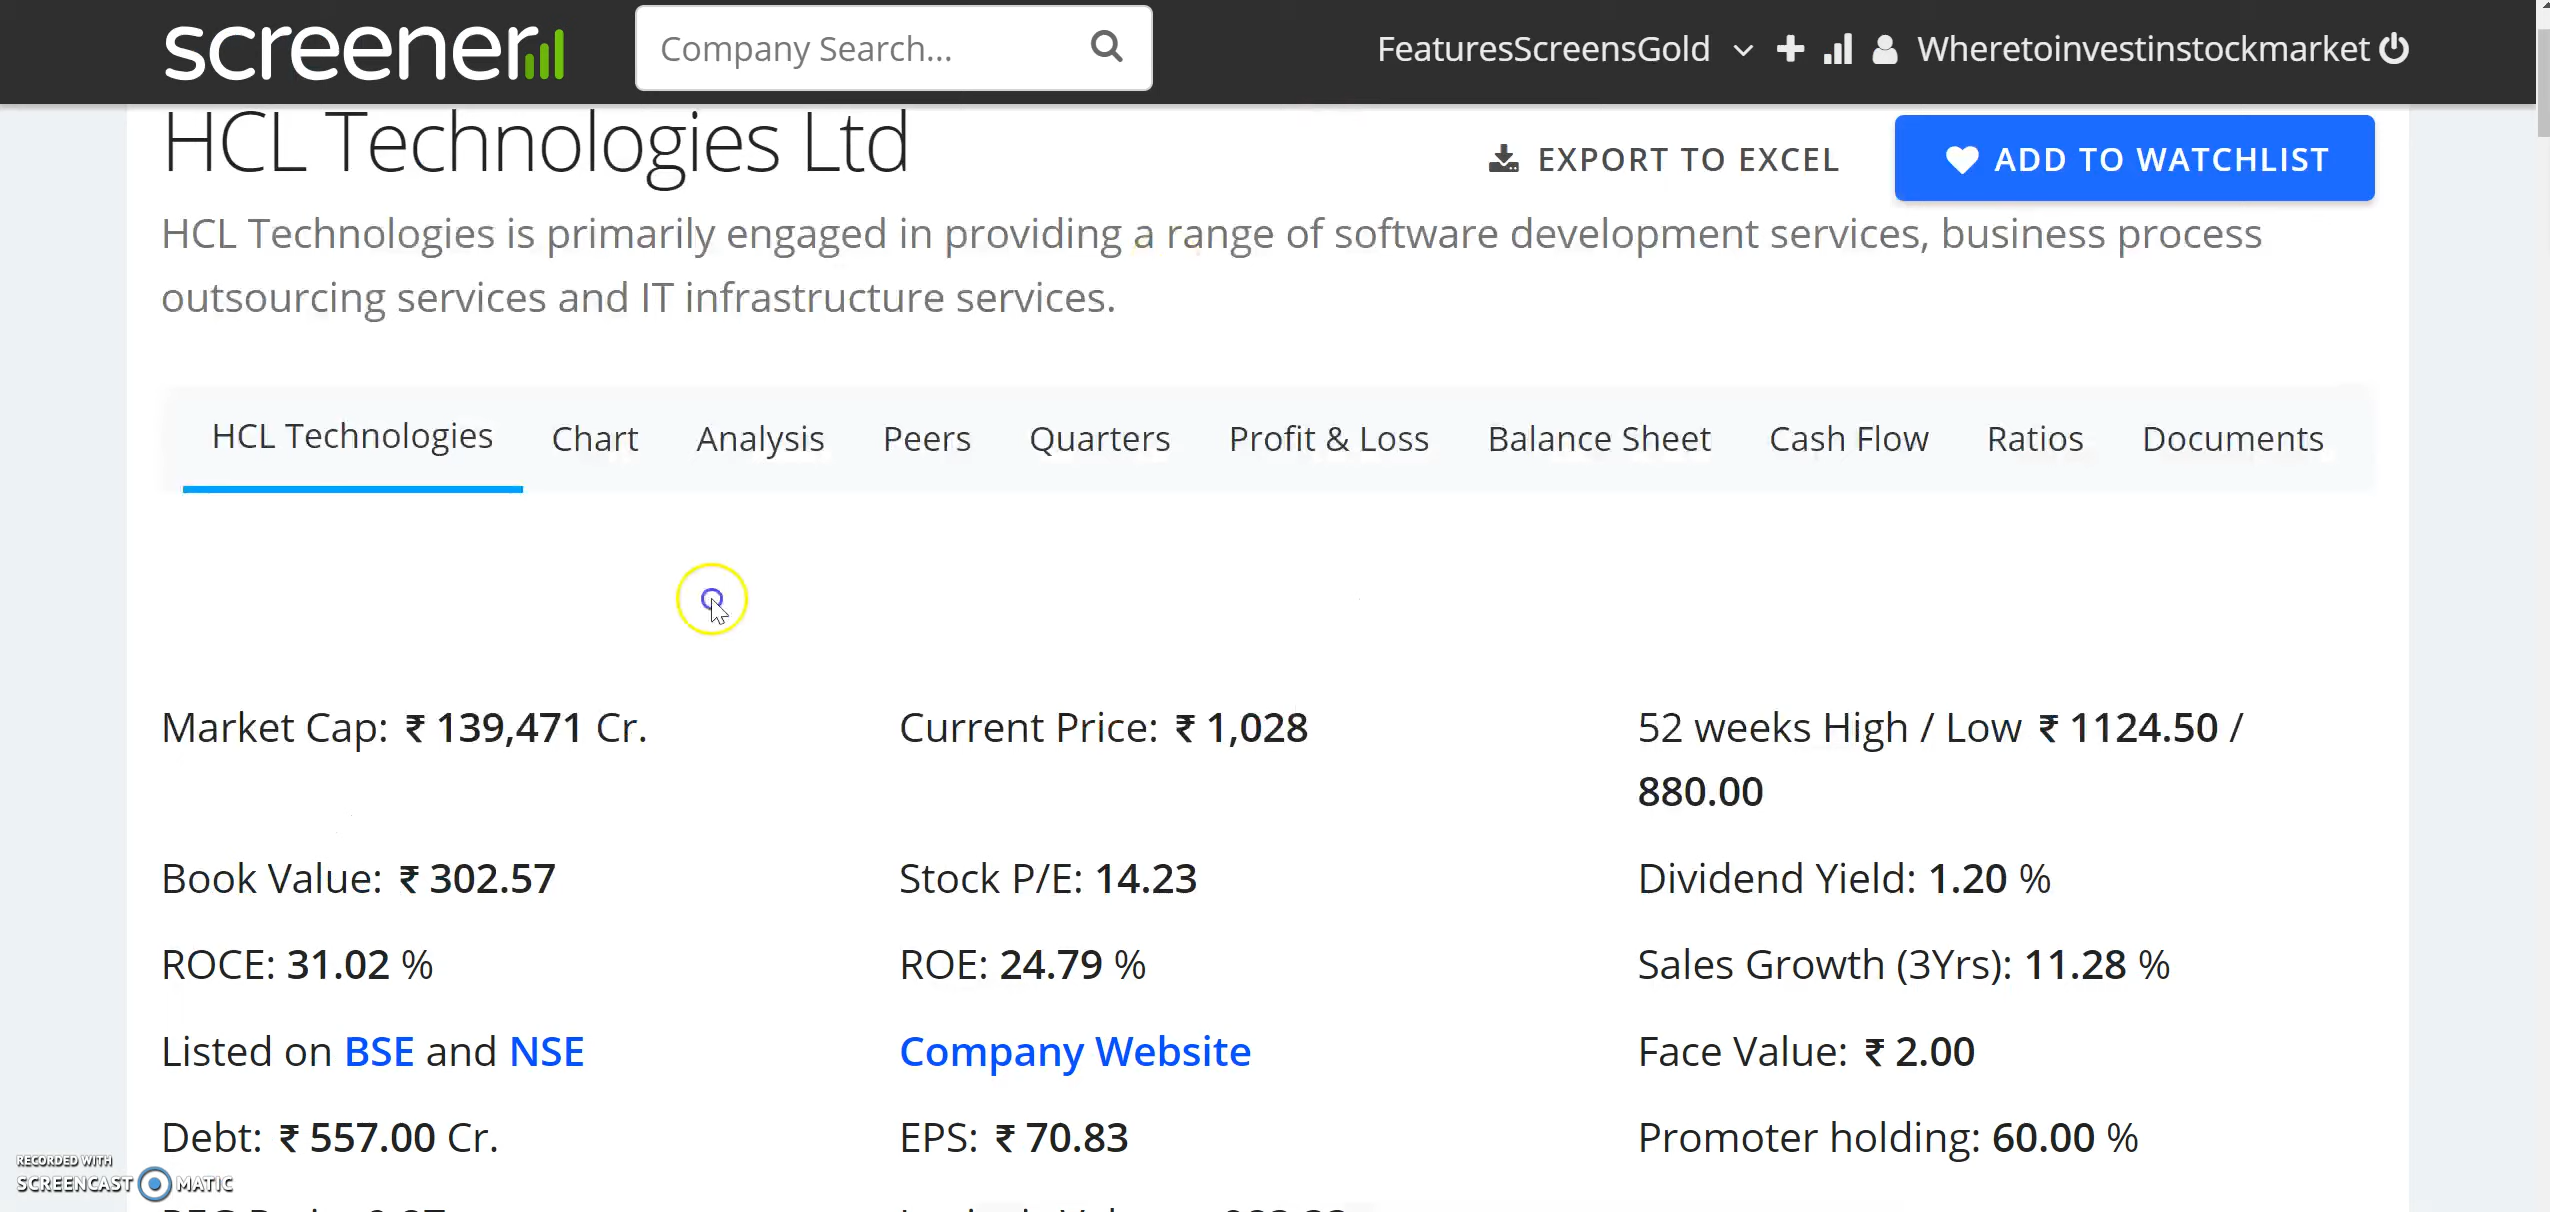 screener
Company Search...
FeaturesScreensGold
Wheretoinvestinstockmarket
HCL Technologies Ltd
EXPORT TO EXCEL
ADD TO WATCHLIST
HCL Technologies is primarily engaged in providing a range of software development services, business process
outsourcing services and IT infrastructure services.
HCL Technologies Chart Analysis Peers Quarters Profit & Loss Balance Sheet Cash Flow Ratios Documents
Market Cap: ₹ 139,471 Cr.
Current Price: ₹ 1,028
52 weeks High / Low ₹ 1124.50 /
880.00
Book Value: ₹ 302.57
Stock P/E: 14.23
Dividend Yield: 1.20 %
ROCE: 31.02 %
ROE: 24.79 %
Sales Growth (3Yrs): 11.28 %
Listed on BSE and NSE
Company Website
Face Value: ₹ 2.00
Debt: ₹ 557.00 Cr.
EPS: ₹ 70.83
Promoter holding: 60.00 %
RECORDED WITH
SCREENCAST MATIC